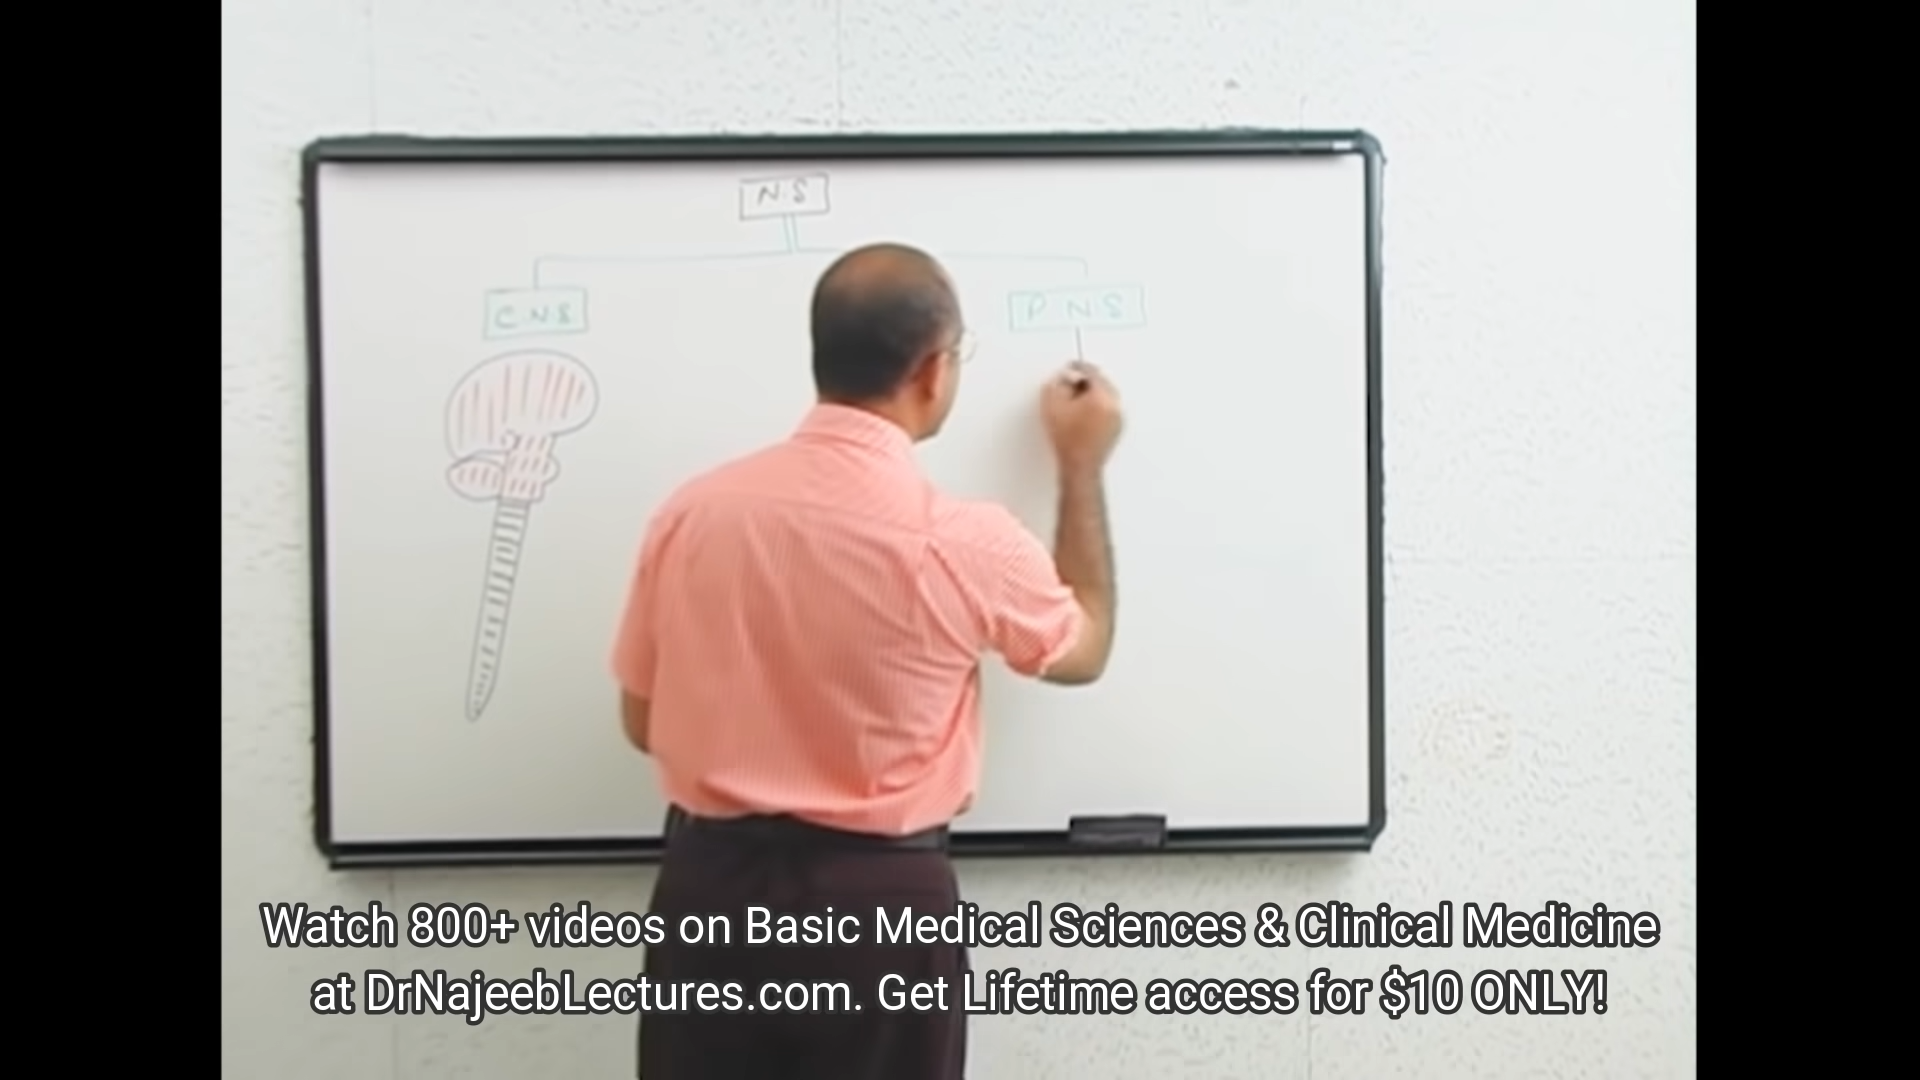 N.S
C.N.S
P N.S
Watch 800+ videos on Basic Medical Sciences & Clinical Medicine
at DrNajeebLectures.com. Get Lifetime access for $10 ONLY!